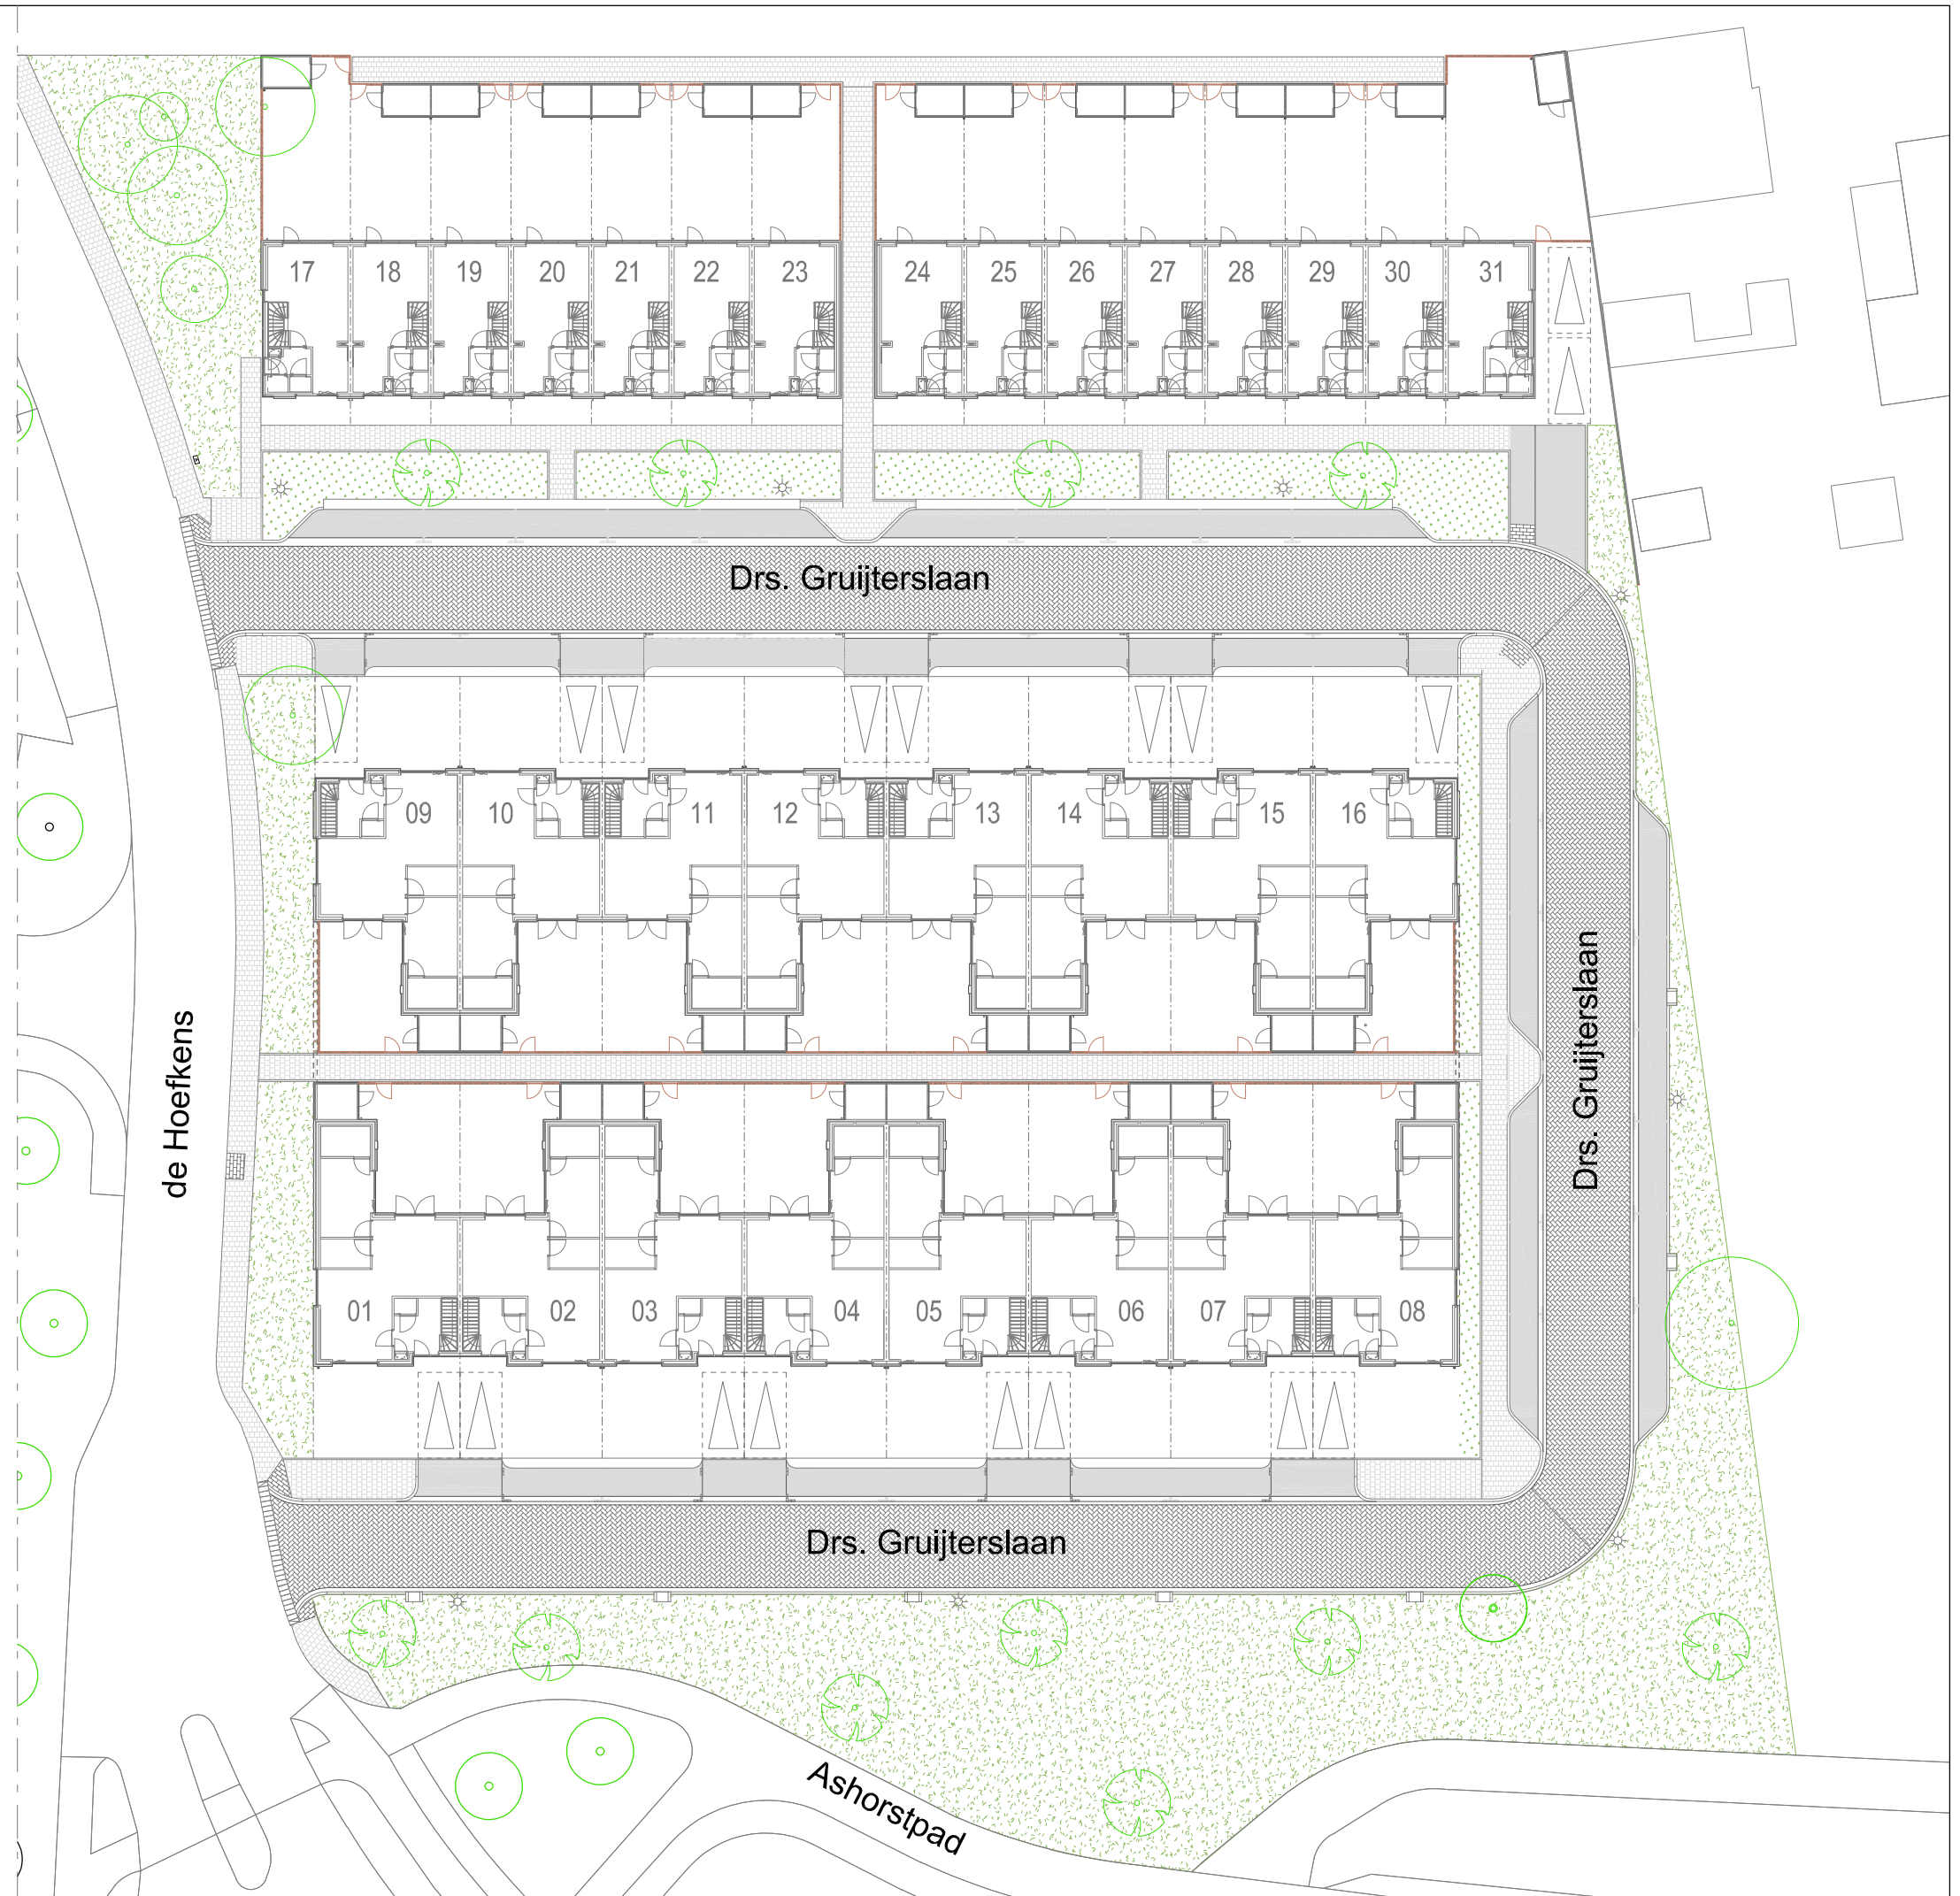 17 18 19 20 21 22 23 24 25 26 27 28 29 30 31
Drs. Gruijterslaan
09 10 11 12 13 14 15 16
Drs. Gruijterslaan
de Hoefkens
01 02 03 04 05 06 07 08
Drs. Gruijterslaan
Ashorstpad